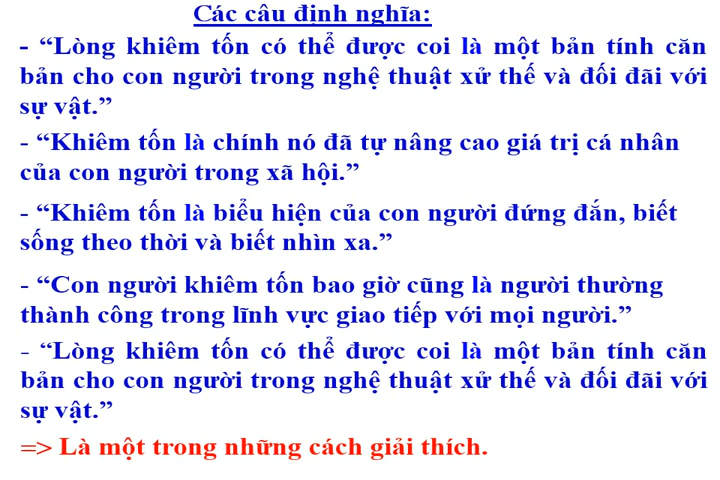 Các câu định nghĩa:
- “Lòng khiêm tốn có thể được coi là một bản tính căn
bản cho con người trong nghệ thuật xử thế và đối đãi với
sự vật.”
- “Khiêm tốn là chính nó đã tự nâng cao giá trị cá nhân
của con người trong xã hội.”
- “Khiêm tốn là biểu hiện của con người đứng đắn, biết
sống theo thời và biết nhìn xa.”
- “Con người khiêm tốn bao giờ cũng là người thường
thành công trong lĩnh vực giao tiếp với mọi người.”
- “Lòng khiêm tốn có thể được coi là một bản tính căn
bản cho con người trong nghệ thuật xử thế và đối đãi với
sự vật.”
=> Là một trong những cách giải thích.